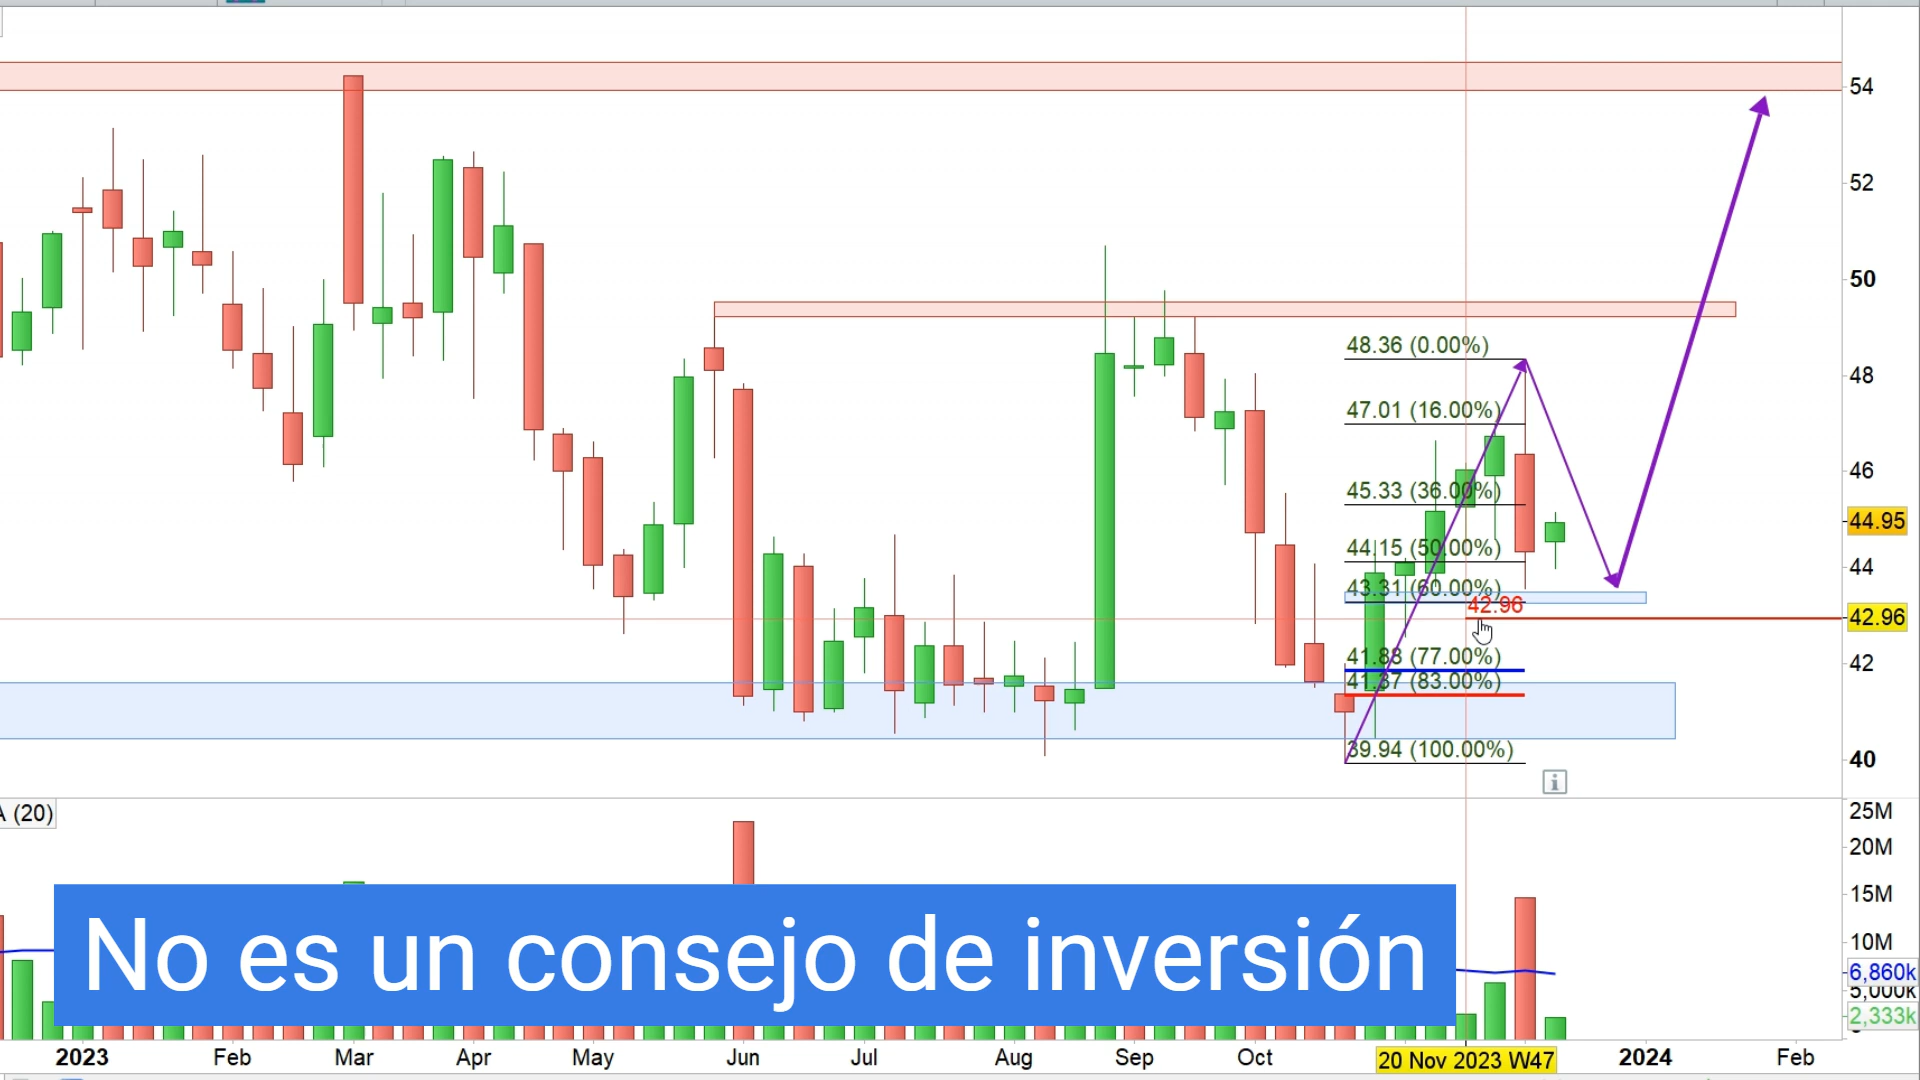 54
52
50
48.36 (0.00%)
48
47.01 (16.00%)
46
45.33 (36.00%)
44.95
44.15 (50.00%)
44
43.31 (60.00%)
42.96
42.96
41.88 (77.00%)
42
41.37 (83.00%)
39.94 (100.00%)
40
A (20)
25M
20M
15M
10M
6,860k
5,000k
2,333k
No es un consejo de inversión
2023 Feb Mar Apr May Jun Jul Aug Sep Oct 20 Nov 2023 W47 2024 Feb